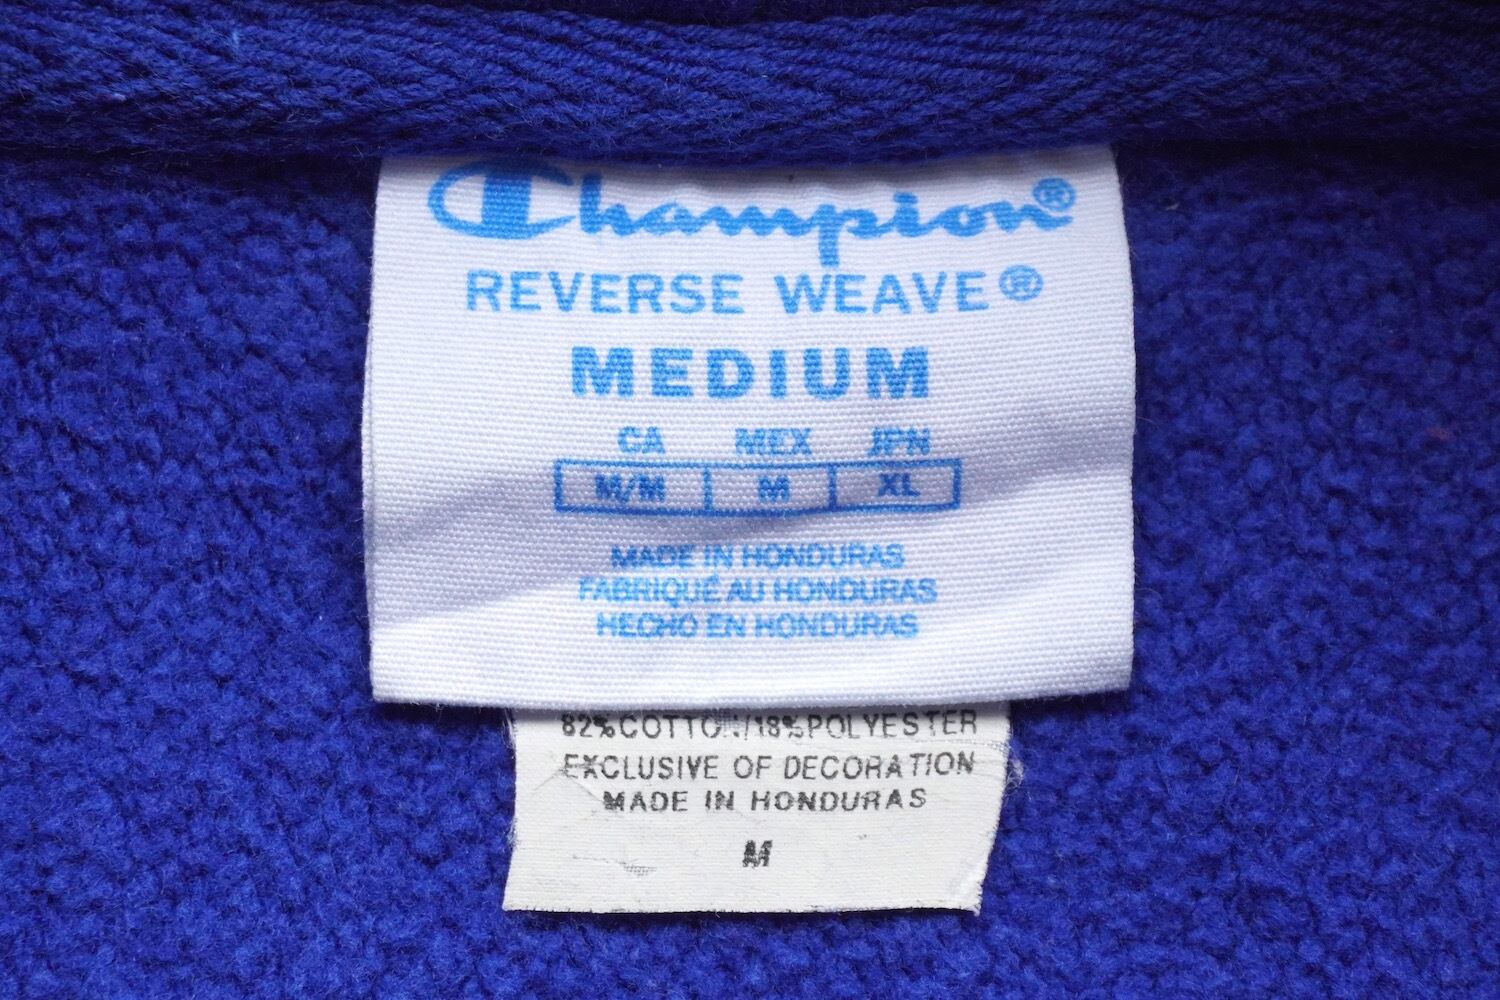 Champion®
REVERSE WEAVE®
MEDIUM
CA MEX JPN
M/M M XL
MADE IN HONDURAS
FABRIQUÉ AU HONDURAS
HECHO EN HONDURAS
82% COTTON/18% POLYESTER
EXCLUSIVE OF DECORATION
MADE IN HONDURAS
M